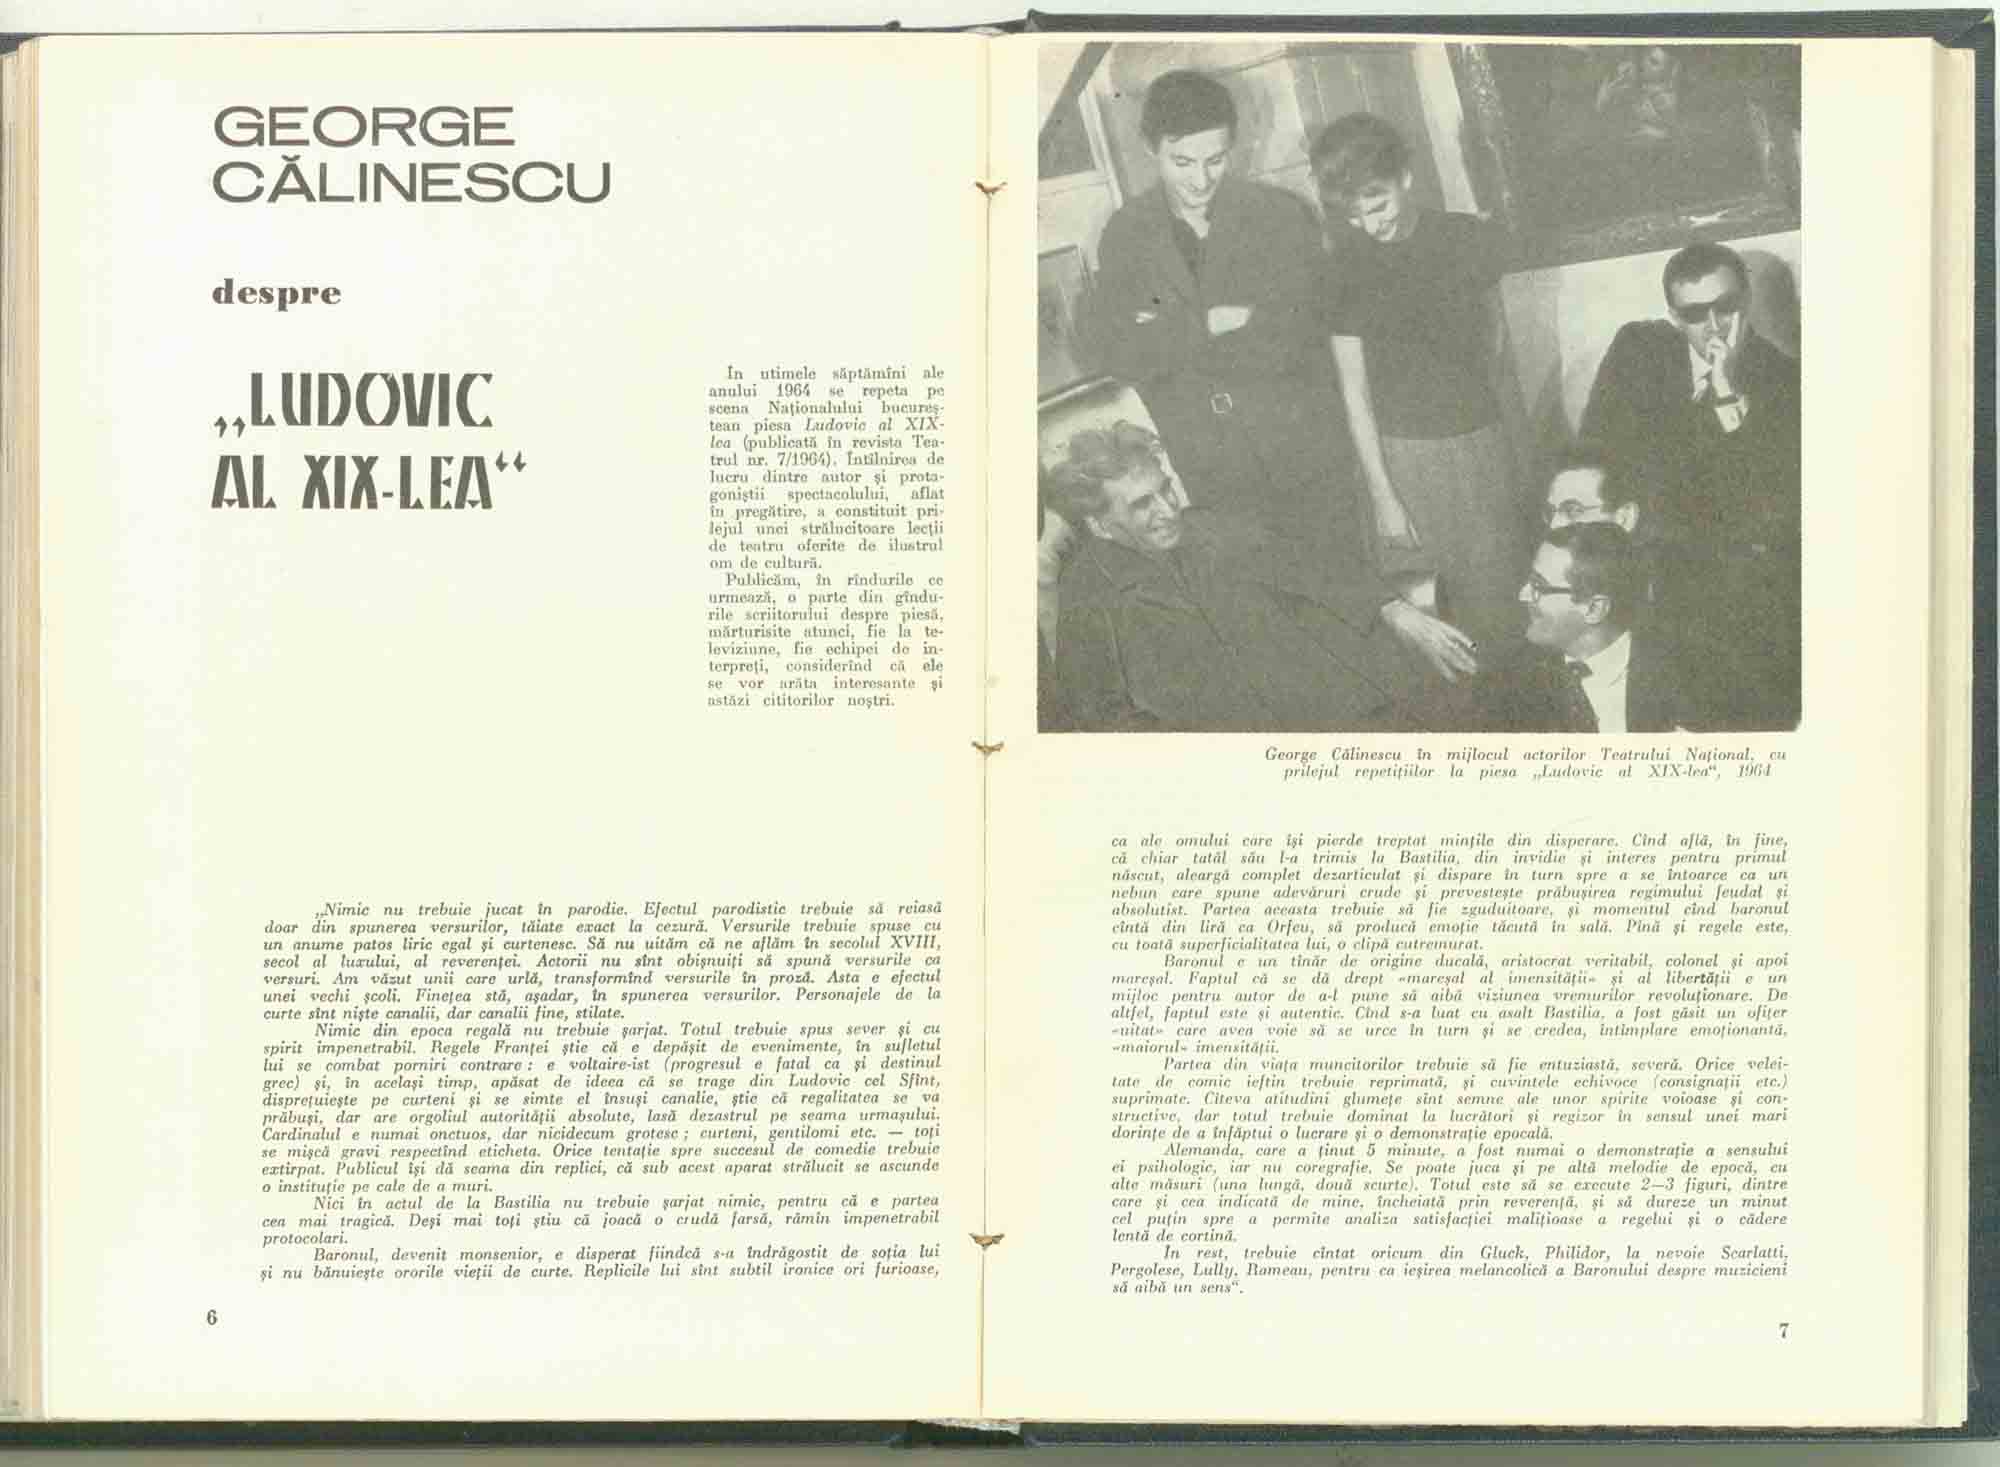 GEORGE
CĂLINESCU
despre
„LUDOVIC
AL XIX-LEA“
În utimele săptămîni ale
anului 1964 se repeta pe
scena Naționalului bucureș-
tean piesa Ludovic al XIX-
lea (publicată în revista Tea-
trul nr. 7/1964). Întîlnirea de
lucru dintre autor și prota-
goniștii spectacolului, aflat
în pregătire, a constituit pri-
lejul unei strălucitoare lecții
de teatru oferite de ilustrul
om de cultură.
Publicăm, în rîndurile ce
urmează, o parte din gîndu-
rile scriitorului despre piesă,
mărturisite atunci, fie la te-
leviziune, fie echipei de in-
terpreți, considerînd că ele
se vor arăta interesante și
astăzi cititorilor noștri.
„Nimic nu trebuie jucat în parodie. Efectul parodistic trebuie să reiasă
doar din spunerea versurilor, tăiate exact la cezură. Versurile trebuie spuse cu
un anume patos liric egal și curtenesc. Să nu uităm că ne aflăm în secolul XVIII,
secol al luxului, al reverenței. Actorii nu sînt obișnuiți să spună versurile ca
versuri. Am văzut unii care urlă, transformînd versurile în proză. Asta e efectul
unei vechi școli. Finețea stă, așadar, în spunerea versurilor. Personajele de la
curte sînt niște canalii, dar canalii fine, stilate.
Nimic din epoca regală nu trebuie șarjat. Totul trebuie spus sever și cu
spirit impenetrabil. Regele Franței știe că e depășit de evenimente, în sufletul
lui se combat porniri contrare : e voltaire-ist (progresul e fatal ca și destinul
grec) și, în același timp, apăsat de ideea că se trage din Ludovic cel Sfînt,
disprețuiește pe curteni și se simte el însuși canalie, știe că regalitatea se va
prăbuși, dar are orgoliul autorității absolute, lasă dezastrul pe seama urmașului.
Cardinalul e numai onctuos, dar nicidecum grotesc ; curteni, gentilomi etc. — toți
se mișcă gravi respectînd eticheta. Orice tentație spre succesul de comedie trebuie
extirpat. Publicul își dă seama din replici, că sub acest aparat strălucit se ascunde
o instituție pe cale de a muri.
Nici în actul de la Bastilia nu trebuie șarjat nimic, pentru că e partea
cea mai tragică. Deși mai toți știu că joacă o crudă farsă, rămîn impenetrabil
protocolari.
Baronul, devenit monsenior, e disperat fiindcă s-a îndrăgostit de soția lui
și nu bănuiește ororile vieții de curte. Replicile lui sînt subtil ironice ori furioase,
6
George Călinescu în mijlocul actorilor Teatrului Național, cu
prilejul repetițiilor la piesa „Ludovic al XIX-lea“, 1964
ca ale omului care își pierde treptat mințile din disperare. Cînd află, în fine,
că chiar tatăl său l-a trimis la Bastilia, din invidie și interes pentru primul
născut, aleargă complet dezarticulat și dispare în turn spre a se întoarce ca un
nebun care spune adevăruri crude și prevestește prăbușirea regimului feudal și
absolutist. Partea aceasta trebuie să fie zguduitoare, și momentul cînd baronul
cîntă din liră ca Orfeu, să producă emoție tăcută în sală. Pînă și regele este,
cu toată superficialitatea lui, o clipă cutremurat.
Baronul e un tînăr de origine ducală, aristocrat veritabil, colonel și apoi
mareșal. Faptul că se dă drept «mareșal al imensității» și al libertății e un
mijloc pentru autor de a-l pune să aibă viziunea vremurilor revoluționare. De
altfel, faptul este și autentic. Cînd s-a luat cu asalt Bastilia, a fost găsit un ofițer
«uitat» care avea voie să se urce în turn și se credea, întîmplare emoționantă,
«maiorul» imensității.
Partea din viața muncitorilor trebuie să fie entuziastă, severă. Orice velei-
tate de comic ieftin trebuie reprimată, și cuvintele echivoce (consignații etc.)
suprimate. Cîteva atitudini glumețe sînt semne ale unor spirite voioase și con-
structive, dar totul trebuie dominat la lucrători și regizor în sensul unei mari
dorințe de a înfăptui o lucrare și o demonstrație epocală.
Alemanda, care a ținut 5 minute, a fost numai o demonstrație a sensului
ei psihologic, iar nu coregrafie. Se poate juca și pe altă melodie de epocă, cu
alte măsuri (una lungă, două scurte). Totul este să se execute 2—3 figuri, dintre
care și cea indicată de mine, încheiată prin reverență, și să dureze un minut
cel puțin spre a permite analiza satisfacției malițioase a regelui și o cădere
lentă de cortină.
In rest, trebuie cîntat oricum din Gluck, Philidor, la nevoie Scarlatti,
Pergolese, Lully, Rameau, pentru ca ieșirea melancolică a Baronului despre muzicieni
să aibă un sens“.
7